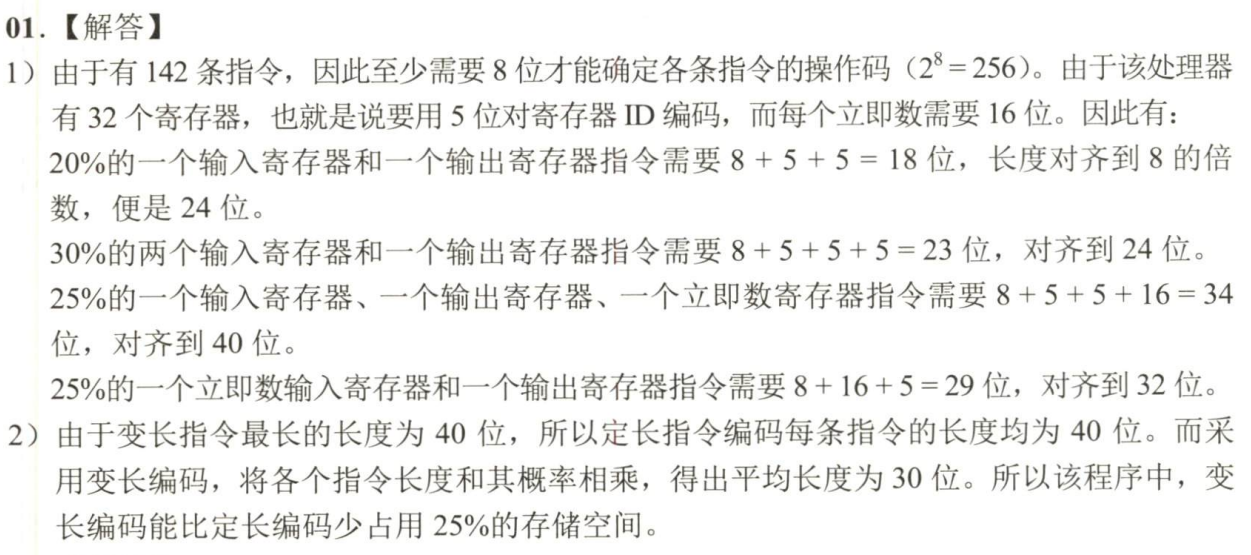 01.【解答】
1）由于有 142 条指令，因此至少需要 8 位才能确定各条指令的操作码（2⁸ = 256）。由于该处理器
有 32 个寄存器，也就是说要用 5 位对寄存器 ID 编码，而每个立即数需要 16 位。因此有：
20%的一个输入寄存器和一个输出寄存器指令需要 8 + 5 + 5 = 18 位，长度对齐到 8 的倍
数，便是 24 位。
30%的两个输入寄存器和一个输出寄存器指令需要 8 + 5 + 5 + 5 = 23 位，对齐到 24 位。
25%的一个输入寄存器、一个输出寄存器、一个立即数寄存器指令需要 8 + 5 + 5 + 16 = 34
位，对齐到 40 位。
25%的一个立即数输入寄存器和一个输出寄存器指令需要 8 + 16 + 5 = 29 位，对齐到 32 位。
2）由于变长指令最长的长度为 40 位，所以定长指令编码每条指令的长度均为 40 位。而采
用变长编码，将各个指令长度和其概率相乘，得出平均长度为 30 位。所以该程序中，变
长编码能比定长编码少占用 25%的存储空间。